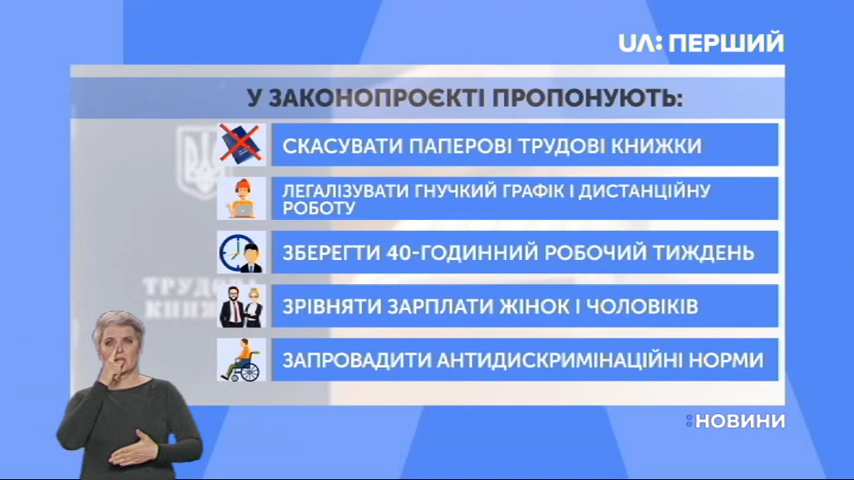 UA: ПЕРШИЙ
У ЗАКОНОПРОЄКТІ ПРОПОНУЮТЬ:
СКАСУВАТИ ПАПЕРОВІ ТРУДОВІ КНИЖКИ
ЛЕГАЛІЗУВАТИ ГНУЧКИЙ ГРАФІК І ДИСТАНЦІЙНУ
РОБОТУ
ЗБЕРЕГТИ 40-ГОДИННИЙ РОБОЧИЙ ТИЖДЕНЬ
ЗРІВНЯТИ ЗАРПЛАТИ ЖІНОК І ЧОЛОВІКІВ
ЗАПРОВАДИТИ АНТИДИСКРИМІНАЦІЙНІ НОРМИ
:НОВИНИ